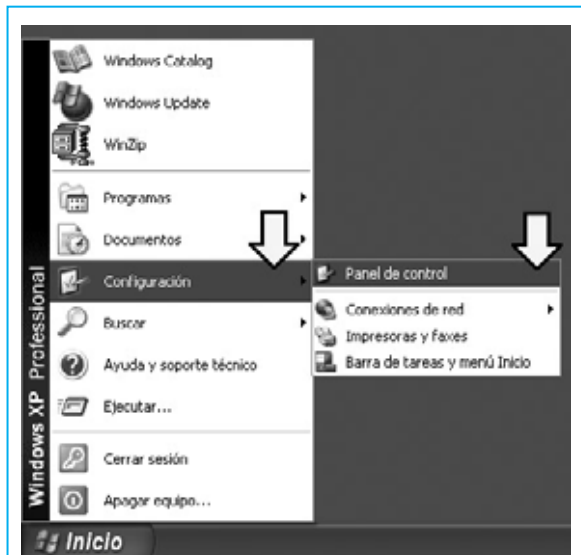 Windows Catalog
Windows Update
WinZip
Programas
Documentos
Configuración
Buscar
Ayuda y soporte técnico
Ejecutar...
Cerrar sesión
Apagar equipo...
Panel de control
Conexiones de red
Impresoras y faxes
Barra de tareas y menú Inicio
Windows XP Professional
Inicio